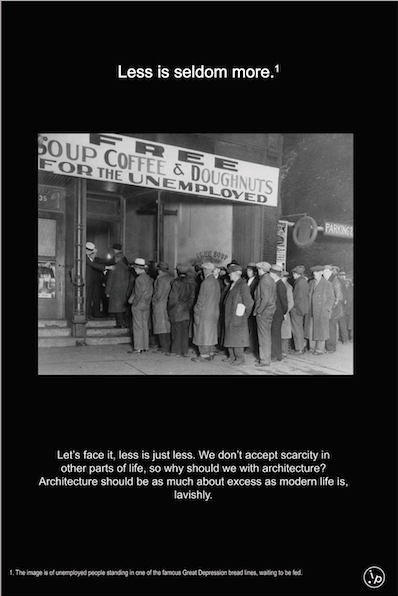 Less is seldom more.¹
FREE
SOUP COFFEE & DOUGHNUTS
FOR THE UNEMPLOYED
PARKING
Let's face it, less is just less. We don't accept scarcity in
other parts of life, so why should we with architecture?
Architecture should be as much about excess as modern life is,
lavishly.
1. The image is of unemployed people standing in one of the famous Great Depression bread lines, waiting to be fed.